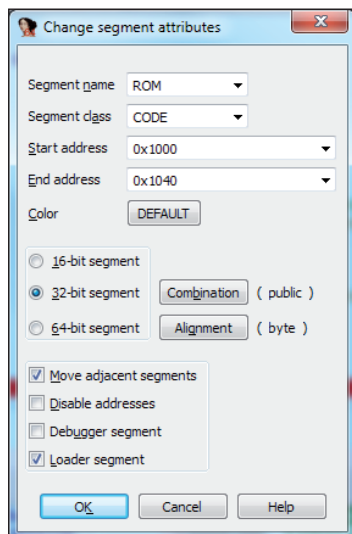 Change segment attributes
Segment name ROM
Segment class CODE
Start address 0x1000
End address 0x1040
Color DEFAULT
16-bit segment
32-bit segment Combination ( public )
64-bit segment Alignment ( byte )
Move adjacent segments
Disable addresses
Debugger segment
Loader segment
OK Cancel Help